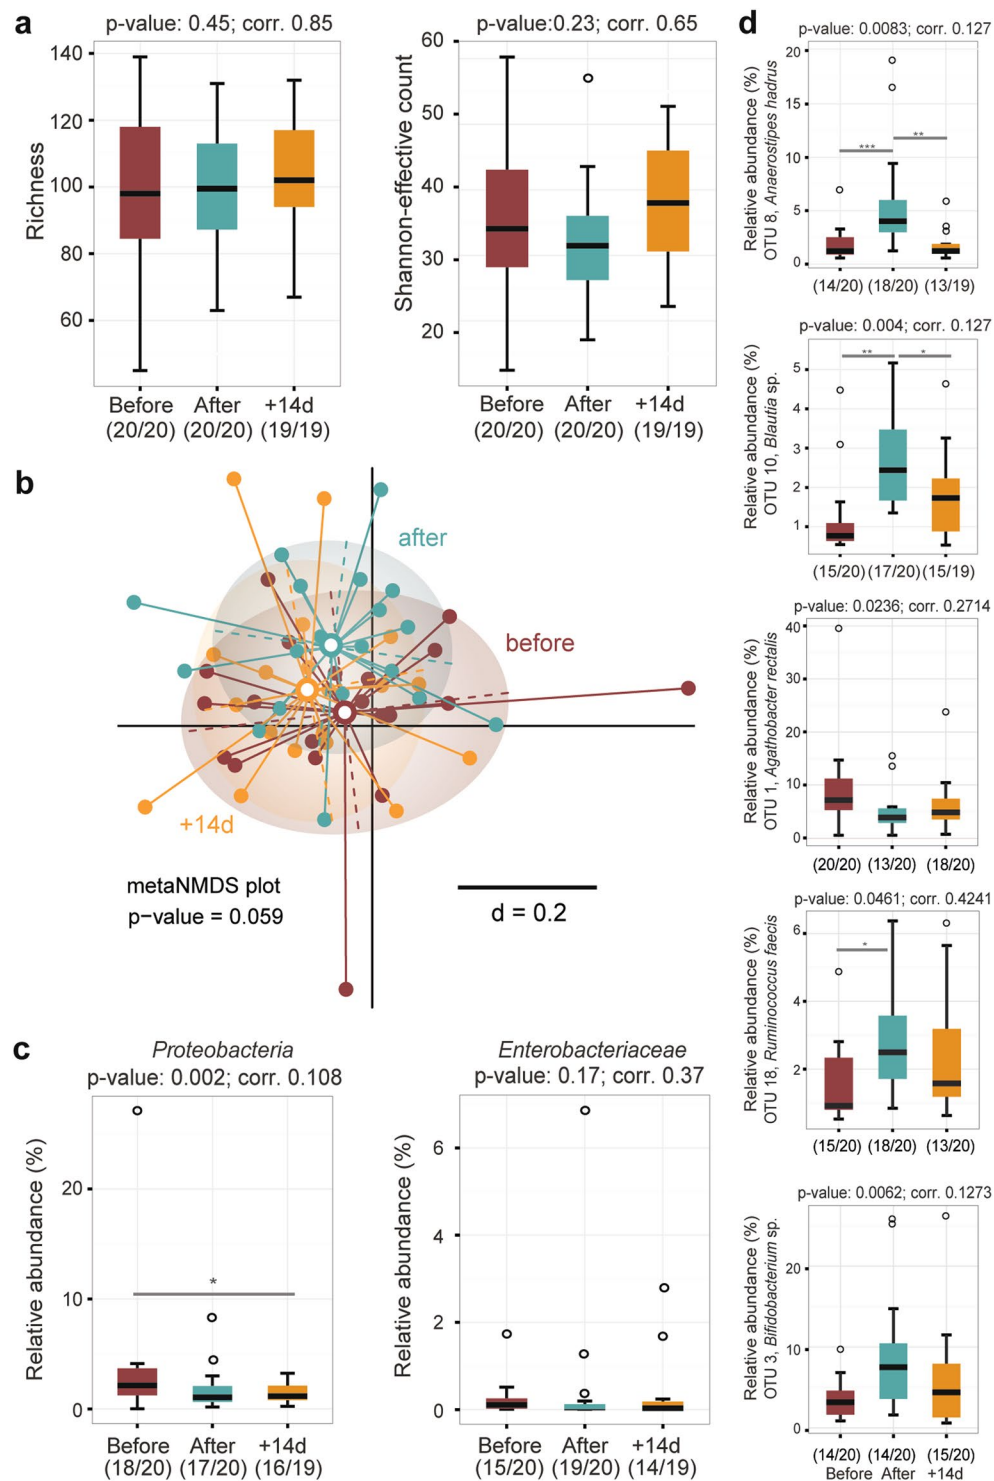 a
p-value: 0.45; corr. 0.85
Richness
140
120
100
80
60
Before
After
+14d
(20/20)
(20/20)
(19/19)
p-value:0.23; corr. 0.65
Shannon-effective count
60
50
40
30
20
Before
After
+14d
(20/20)
(20/20)
(19/19)
b
after
before
+14d
metaNMDS plot
p-value = 0.059
d = 0.2
c
Proteobacteria
p-value: 0.002; corr. 0.108
Relative abundance (%)
20
10
0
*
Before
After
+14d
(18/20)
(17/20)
(16/19)
Enterobacteriaceae
p-value: 0.17; corr. 0.37
Relative abundance (%)
6
4
2
0
Before
After
+14d
(15/20)
(19/20)
(14/19)
d
p-value: 0.0083; corr. 0.127
Relative abundance (%)
OTU 8, Anaerostipes hadrus
20
15
10
5
0
***
**
(14/20)
(18/20)
(13/19)
p-value: 0.004; corr. 0.127
Relative abundance (%)
OTU 10, Blautia sp.
5
4
3
2
1
**
*
(15/20)
(17/20)
(15/19)
p-value: 0.0236; corr. 0.2714
Relative abundance (%)
OTU 1, Agathobacter rectalis
40
30
20
10
0
(20/20)
(13/20)
(18/20)
p-value: 0.0461; corr. 0.4241
Relative abundance (%)
OTU 18, Ruminococcus faecis
6
4
2
*
(15/20)
(18/20)
(13/20)
p-value: 0.0062; corr. 0.1273
Relative abundance (%)
OTU 3, Bifidobacterium sp.
20
10
0
(14/20)
(14/20)
(15/20)
Before
After
+14d